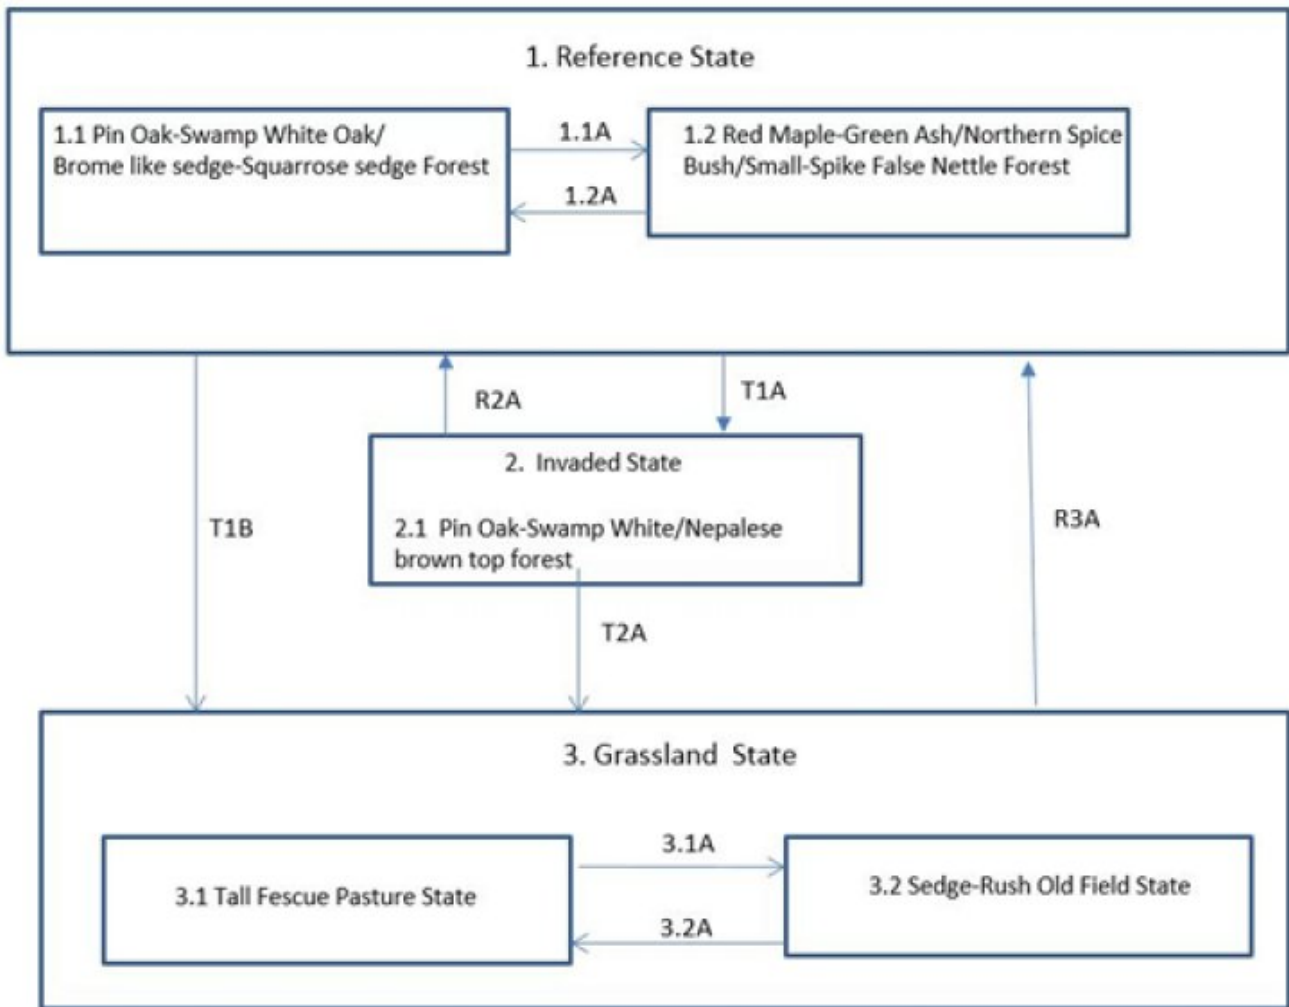 1. Reference State
1.1 Pin Oak-Swamp White Oak/
Brome like sedge-Squarrose sedge Forest
1.1A
1.2A
1.2 Red Maple-Green Ash/Northern Spice
Bush/Small-Spike False Nettle Forest
T1B
R2A
T1A
R3A
2. Invaded State
2.1 Pin Oak-Swamp White/Nepalese
brown top forest
T2A
3. Grassland State
3.1 Tall Fescue Pasture State
3.1A
3.2A
3.2 Sedge-Rush Old Field State